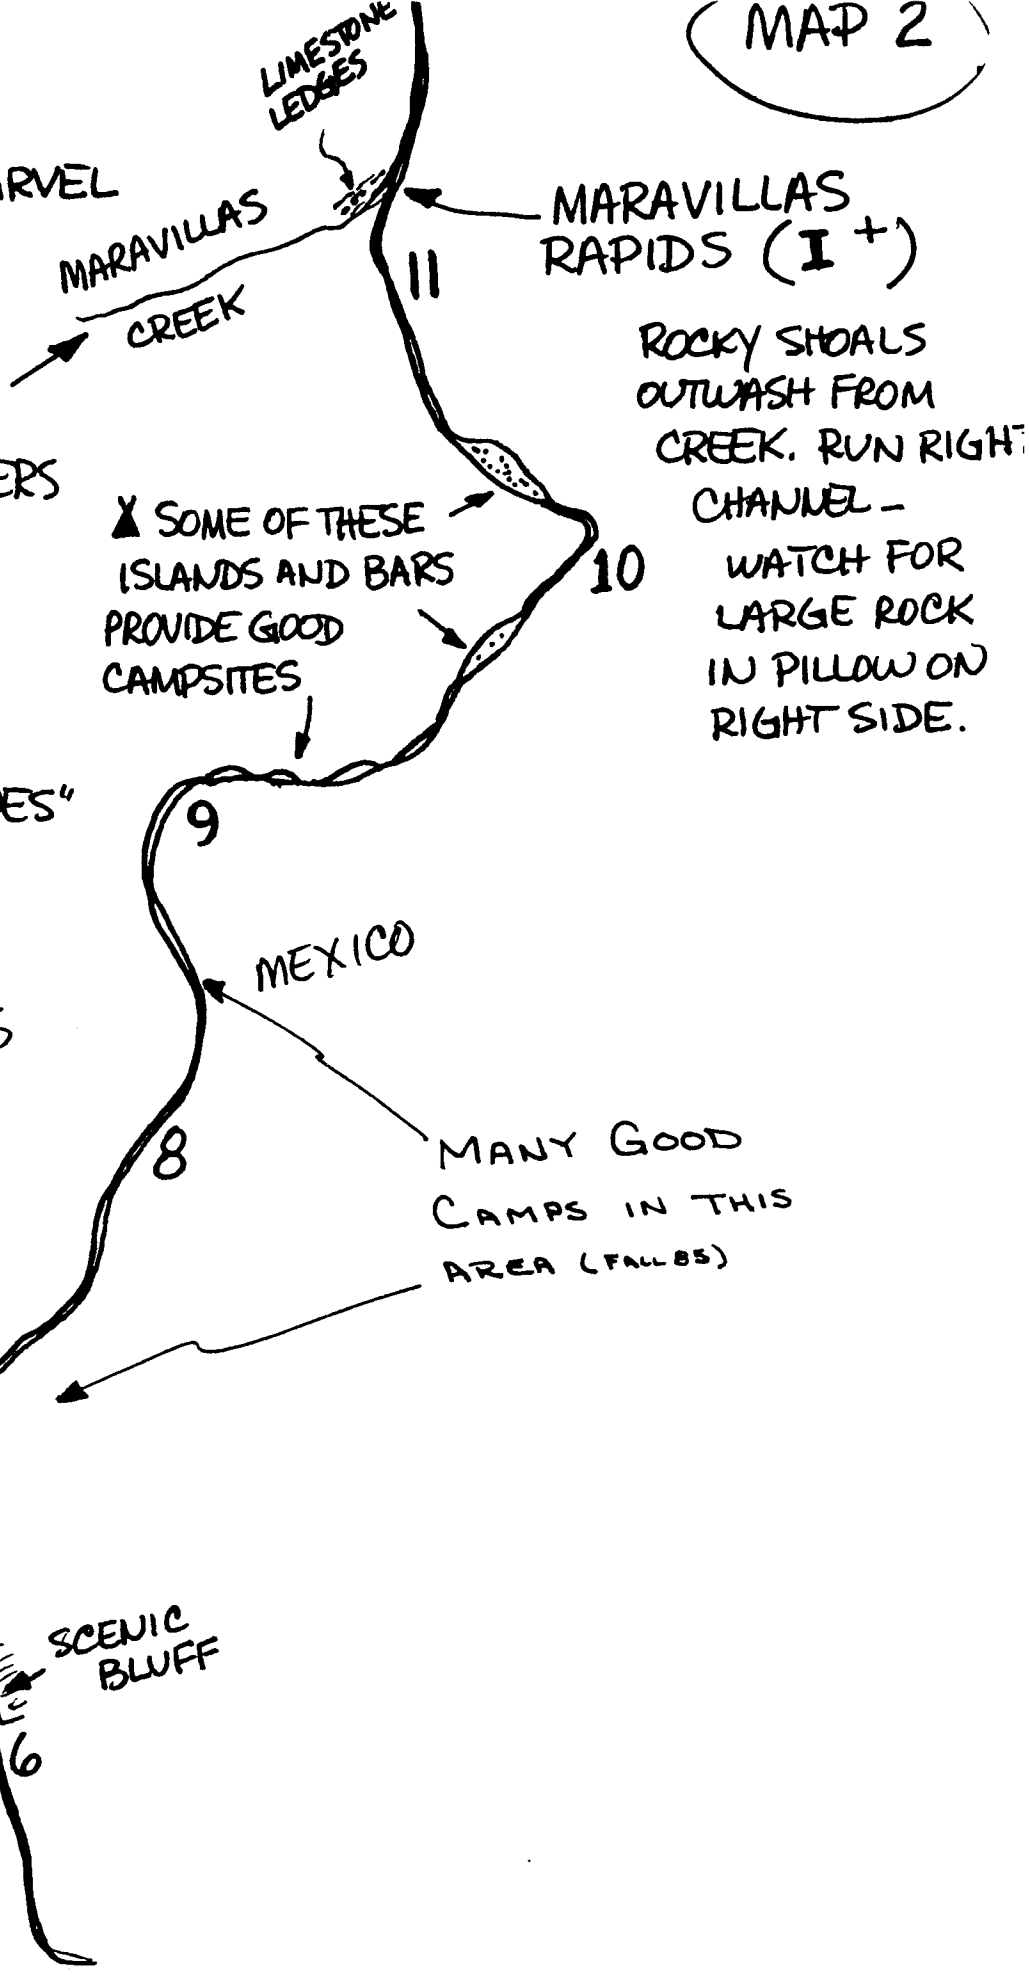 MAP 2
LIMESTONE
LEDGES
RVEL
MARAVILLAS
CREEK
MARAVILLAS
RAPIDS (I +)
11
ROCKY SHOALS
OUTWASH FROM
CREEK. RUN RIGHT
CHANNEL -
WATCH FOR
LARGE ROCK
IN PILLOW ON
RIGHT SIDE.
ERS
SOME OF THESE
ISLANDS AND BARS
PROVIDE GOOD
CAMPSITES
10
ES"
9
MEXICO
S
8
MANY GOOD
CAMPS IN THIS
AREA (FALL 85)
SCENIC
BLUFF
6